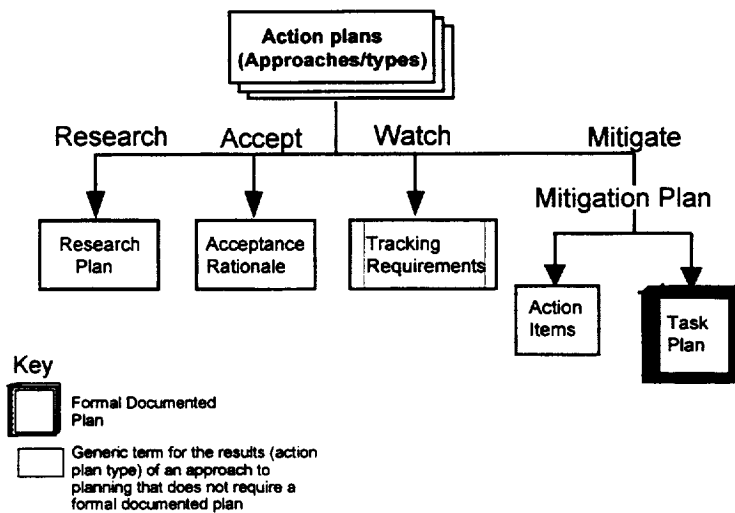 Action plans
(Approaches/types)
Research
Accept
Watch
Mitigate
Mitigation Plan
Research
Plan
Acceptance
Rationale
Tracking
Requirements
Action
Items
Task
Plan
Key
Formal Documented
Plan
Generic term for the results (action
plan type) of an approach to
planning that does not require a
formal documented plan